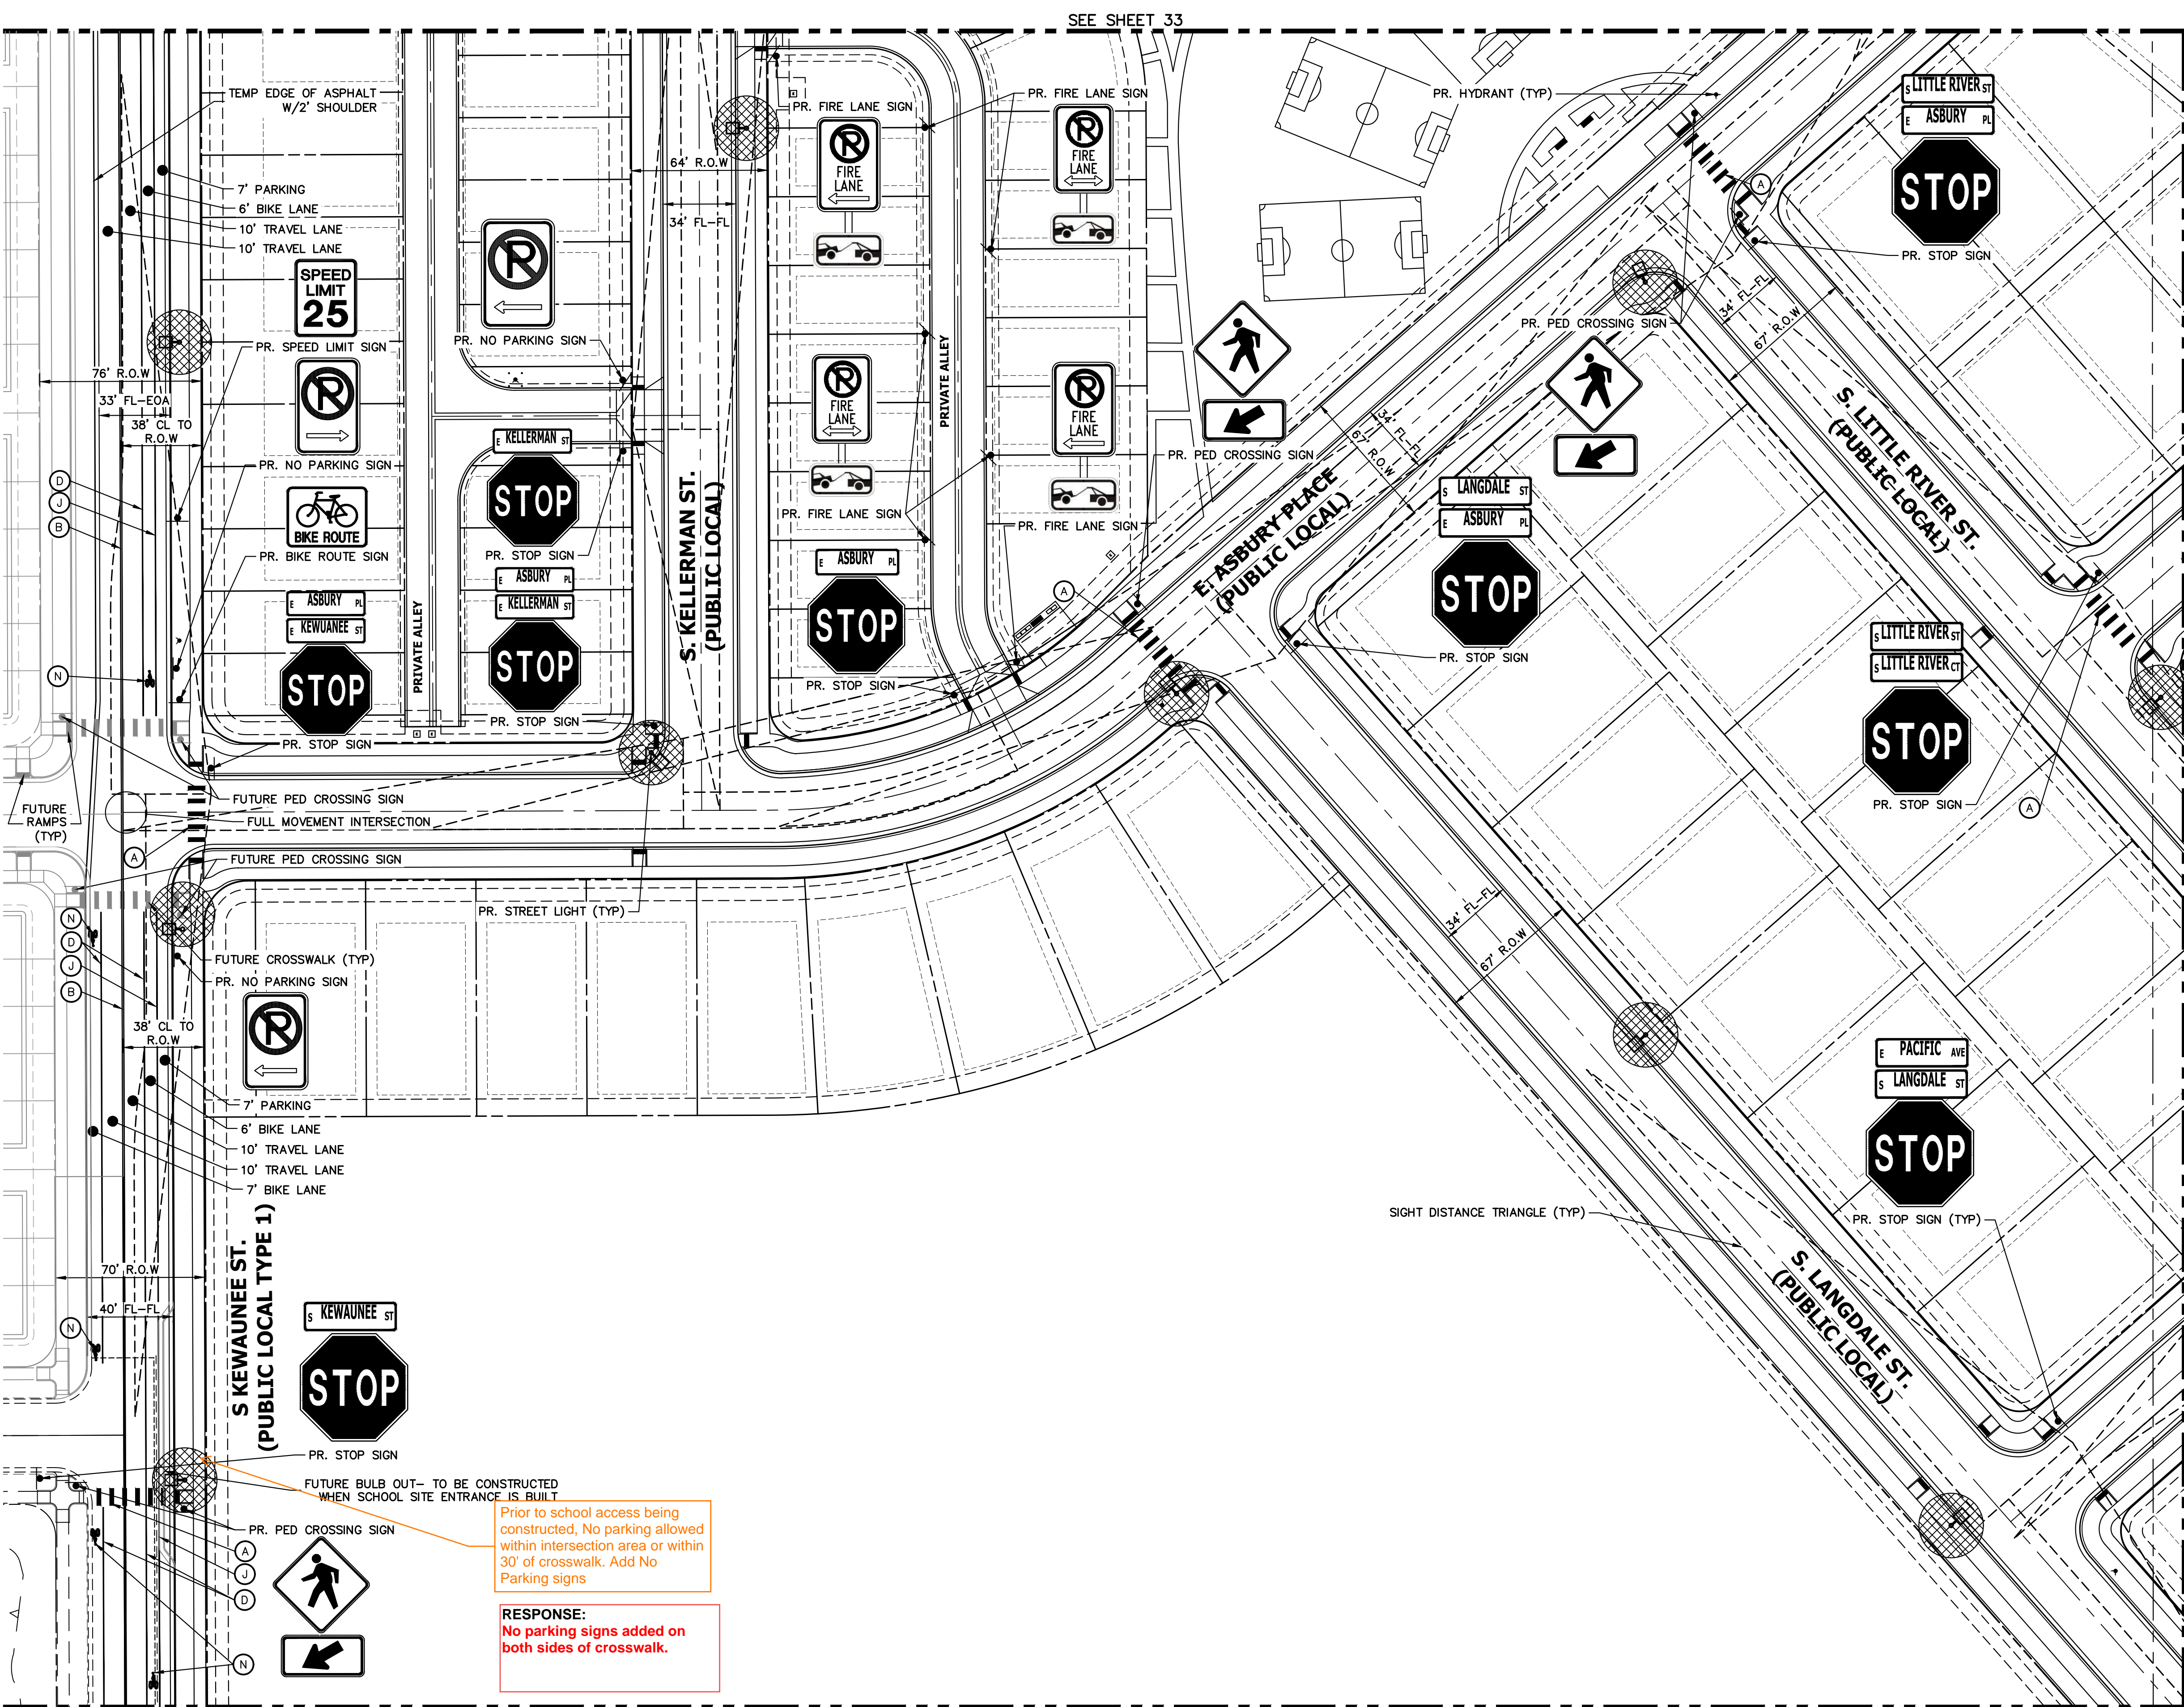 SEE SHEET 33
TEMP EDGE OF ASPHALT
W/2' SHOULDER
7' PARKING
6' BIKE LANE
10' TRAVEL LANE
10' TRAVEL LANE
SPEED
LIMIT
25
PR. SPEED LIMIT SIGN
76' R.O.W
33' FL-EOA
38' CL TO
R.O.W
P
PR. NO PARKING SIGN
D
J
B
BIKE ROUTE
PR. BIKE ROUTE SIGN
E ASBURY PL
E KEWUANEE ST
STOP
PR. STOP SIGN
N
FUTURE
RAMPS
(TYP)
FUTURE PED CROSSING SIGN
FULL MOVEMENT INTERSECTION
A
FUTURE PED CROSSING SIGN
P
PR. NO PARKING SIGN
E KELLERMAN ST
STOP
PR. STOP SIGN
E ASBURY PL
E KELLERMAN ST
STOP
PR. STOP SIGN
PRIVATE ALLEY
64' R.O.W
34' FL-FL
S. KELLERMAN ST.
(PUBLIC LOCAL)
PR. FIRE LANE SIGN
P
FIRE
LANE
P
FIRE
LANE
PR. FIRE LANE SIGN
E ASBURY PL
STOP
PR. STOP SIGN
PRIVATE ALLEY
PR. FIRE LANE SIGN
P
FIRE
LANE
P
FIRE
LANE
PR. FIRE LANE SIGN
A
PR. PED CROSSING SIGN
PR. HYDRANT (TYP)
E. ASBURY PLACE
(PUBLIC LOCAL)
34' FL-FL
67' R.O.W
PR. PED CROSSING SIGN
S LANGDALE ST
E ASBURY PL
STOP
PR. STOP SIGN
S LITTLE RIVER ST
E ASBURY PL
STOP
PR. STOP SIGN
A
34' FL-FL
67' R.O.W
S. LITTLE RIVER ST.
(PUBLIC LOCAL)
S LITTLE RIVER ST
S LITTLE RIVER CT
STOP
PR. STOP SIGN
A
PR. STREET LIGHT (TYP)
N
D
J
B
FUTURE CROSSWALK (TYP)
PR. NO PARKING SIGN
P
38' CL TO
R.O.W
7' PARKING
6' BIKE LANE
10' TRAVEL LANE
10' TRAVEL LANE
7' BIKE LANE
34' FL-FL
67' R.O.W
E PACIFIC AVE
S LANGDALE ST
STOP
PR. STOP SIGN (TYP)
SIGHT DISTANCE TRIANGLE (TYP)
S. LANGDALE ST.
(PUBLIC LOCAL)
70' R.O.W
40' FL-FL
N
S KEWAUNEE ST.
(PUBLIC LOCAL TYPE 1)
S KEWAUNEE ST
STOP
PR. STOP SIGN
FUTURE BULB OUT- TO BE CONSTRUCTED
WHEN SCHOOL SITE ENTRANCE IS BUILT
PR. PED CROSSING SIGN
A
J
D
N
Prior to school access being
constructed, No parking allowed
within intersection area or within
30' of crosswalk. Add No
Parking signs
RESPONSE:
No parking signs added on
both sides of crosswalk.